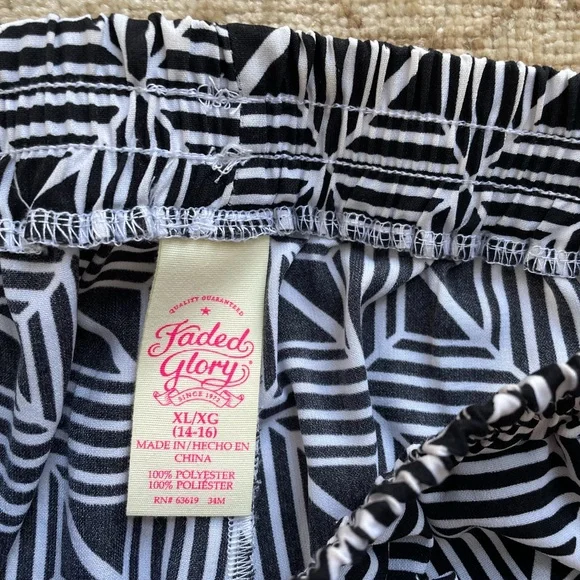 QUALITY GUARANTEED
Faded
Glory
SINCE 1972
XL/XG
(14-16)
MADE IN/HECHO EN
CHINA
100% POLYESTER
100% POLIÉSTER
RN# 63619 34M